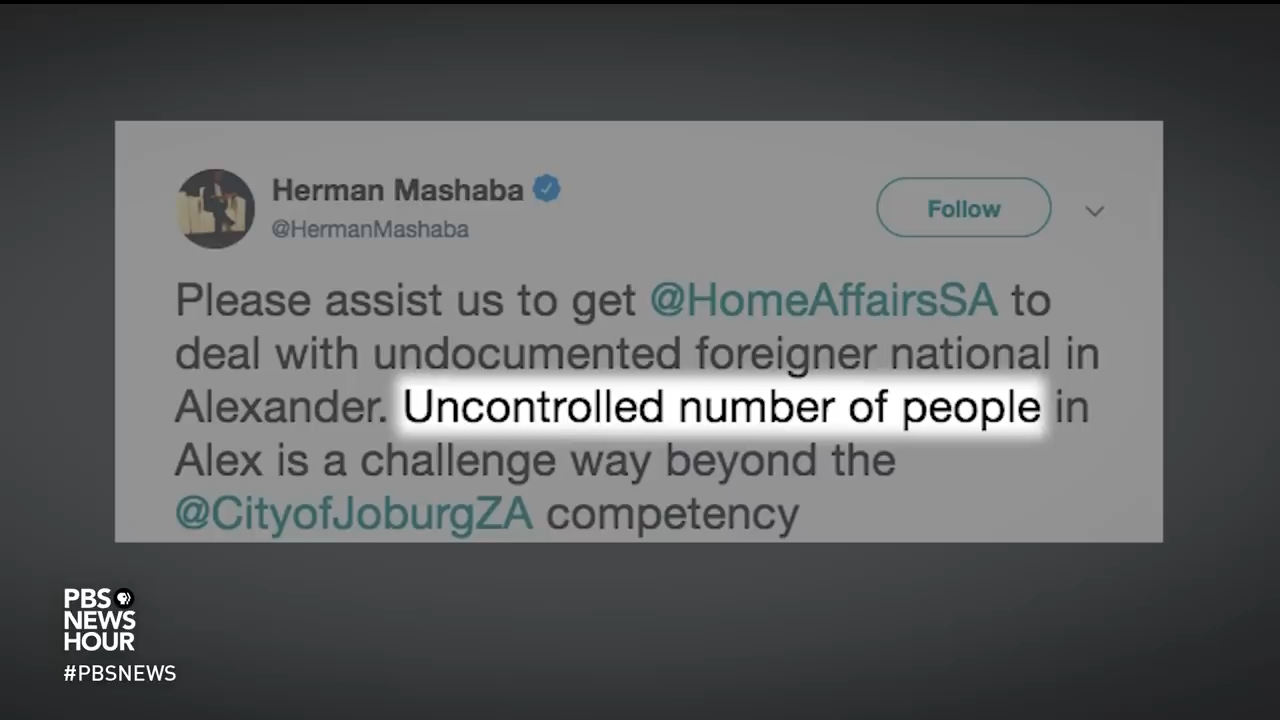 Herman Mashaba
@HermanMashaba
Follow
Please assist us to get @HomeAffairsSA to
deal with undocumented foreigner national in
Alexander. Uncontrolled number of people in
Alex is a challenge way beyond the
@CityofJoburgZA competency
PBS
NEWS
HOUR
#PBSNEWS